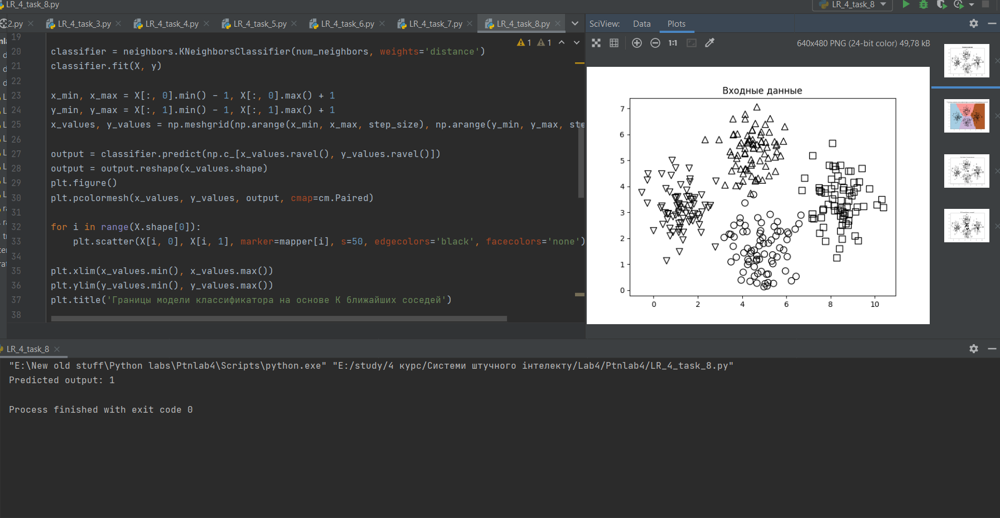 LR_4_task_8.py
LR_4_task_8
2.py
LR_4_task_3.py
LR_4_task_4.py
LR_4_task_5.py
LR_4_task_6.py
LR_4_task_7.py
LR_4_task_8.py
SciView:
Data
Plots
1 1
1:1
640x480 PNG (24-bit color) 49,78 kB
19
20 classifier = neighbors.KNeighborsClassifier(num_neighbors, weights='distance')
21 classifier.fit(X, y)
22
23 x_min, x_max = X[:, 0].min() - 1, X[:, 0].max() + 1
24 y_min, y_max = X[:, 1].min() - 1, X[:, 1].max() + 1
25 x_values, y_values = np.meshgrid(np.arange(x_min, x_max, step_size), np.arange(y_min, y_max, ste
26
27 output = classifier.predict(np.c_[x_values.ravel(), y_values.ravel()])
28 output = output.reshape(x_values.shape)
29 plt.figure()
30 plt.pcolormesh(x_values, y_values, output, cmap=cm.Paired)
31
32 for i in range(X.shape[0]):
33 plt.scatter(X[i, 0], X[i, 1], marker=mapper[i], s=50, edgecolors='black', facecolors='none')
34
35 plt.xlim(x_values.min(), x_values.max())
36 plt.ylim(y_values.min(), y_values.max())
37 plt.title('Границы модели классификатора на основе К ближайших соседей')
38
Входные данные
7
6
5
4
3
2
1
0
0 2 4 6 8 10
LR_4_task_8
"E:\New old stuff\Python labs\Ptnlab4\Scripts\python.exe" "E:/study/4 курс/Системи штучного інтелекту/Lab4/Ptnlab4/LR_4_task_8.py"
Predicted output: 1
Process finished with exit code 0